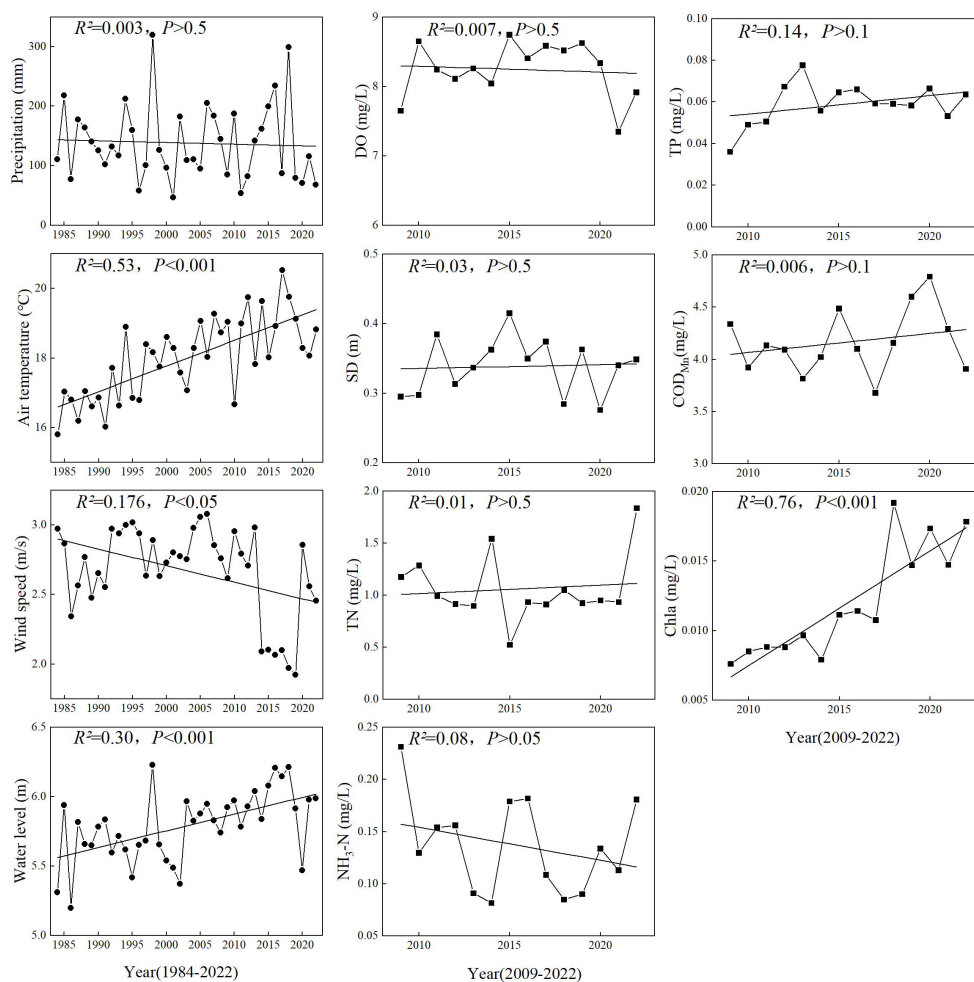 R²=0.003，P>0.5
Precipitation (mm)
300
200
100
0
1985 1990 1995 2000 2005 2010 2015 2020
R²=0.53，P<0.001
Air temperature (℃)
20
18
16
1985 1990 1995 2000 2005 2010 2015 2020
R²=0.176，P<0.05
Wind speed (m/s)
3.0
2.5
2.0
1985 1990 1995 2000 2005 2010 2015 2020
R²=0.30，P<0.001
Water level (m)
6.5
6.0
5.5
5.0
1985 1990 1995 2000 2005 2010 2015 2020
Year(1984-2022)
R²=0.007，P>0.5
DO (mg/L)
9
8
7
6
2010 2015 2020
R²=0.03，P>0.5
SD (m)
0.5
0.4
0.3
0.2
2010 2015 2020
R²=0.01，P>0.5
TN (mg/L)
2.0
1.5
1.0
0.5
0.0
2010 2015 2020
R²=0.08，P>0.05
NH₃-N (mg/L)
0.25
0.20
0.15
0.10
0.05
2010 2015 2020
Year(2009-2022)
R²=0.14，P>0.1
TP (mg/L)
0.10
0.08
0.06
0.04
0.02
0.00
2010 2015 2020
R²=0.006，P>0.1
COD_Mn(mg/L)
5.0
4.5
4.0
3.5
3.0
2010 2015 2020
R²=0.76，P<0.001
Chla (mg/L)
0.020
0.015
0.010
0.005
2010 2015 2020
Year(2009-2022)